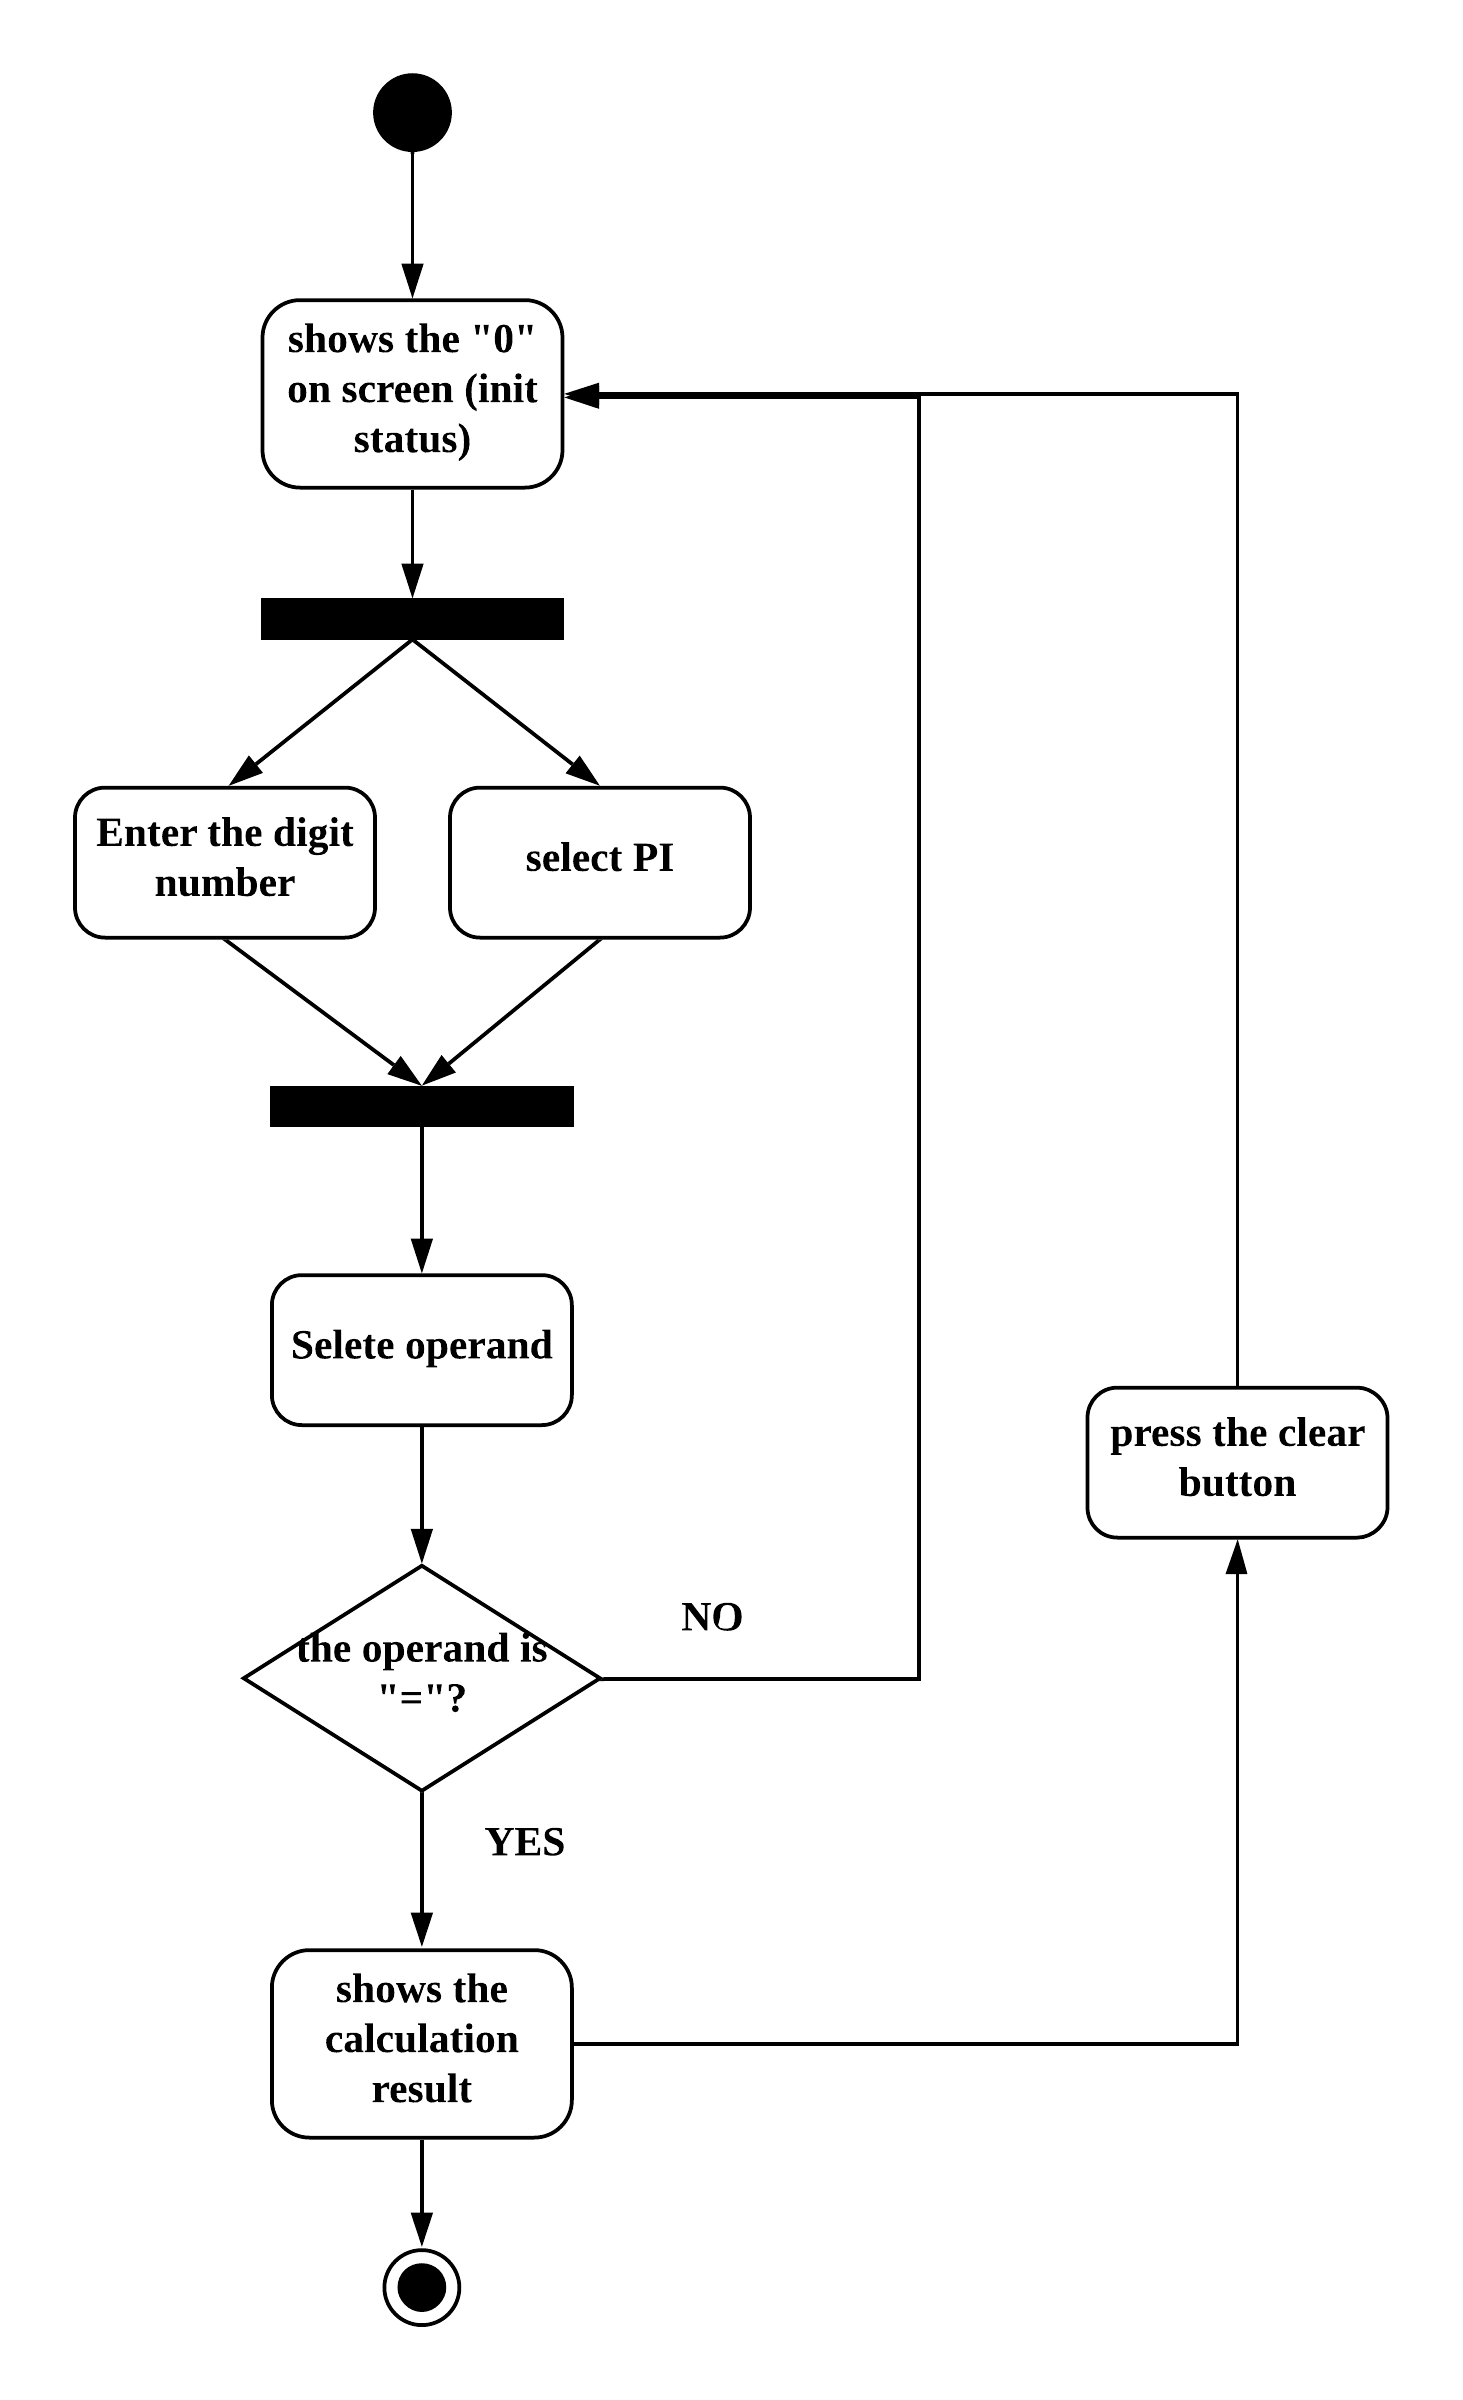 shows the "0"
on screen (init
status)
Enter the digit
number
select PI
Selete operand
press the clear
button
the operand is
"="?
NO
YES
shows the
calculation
result